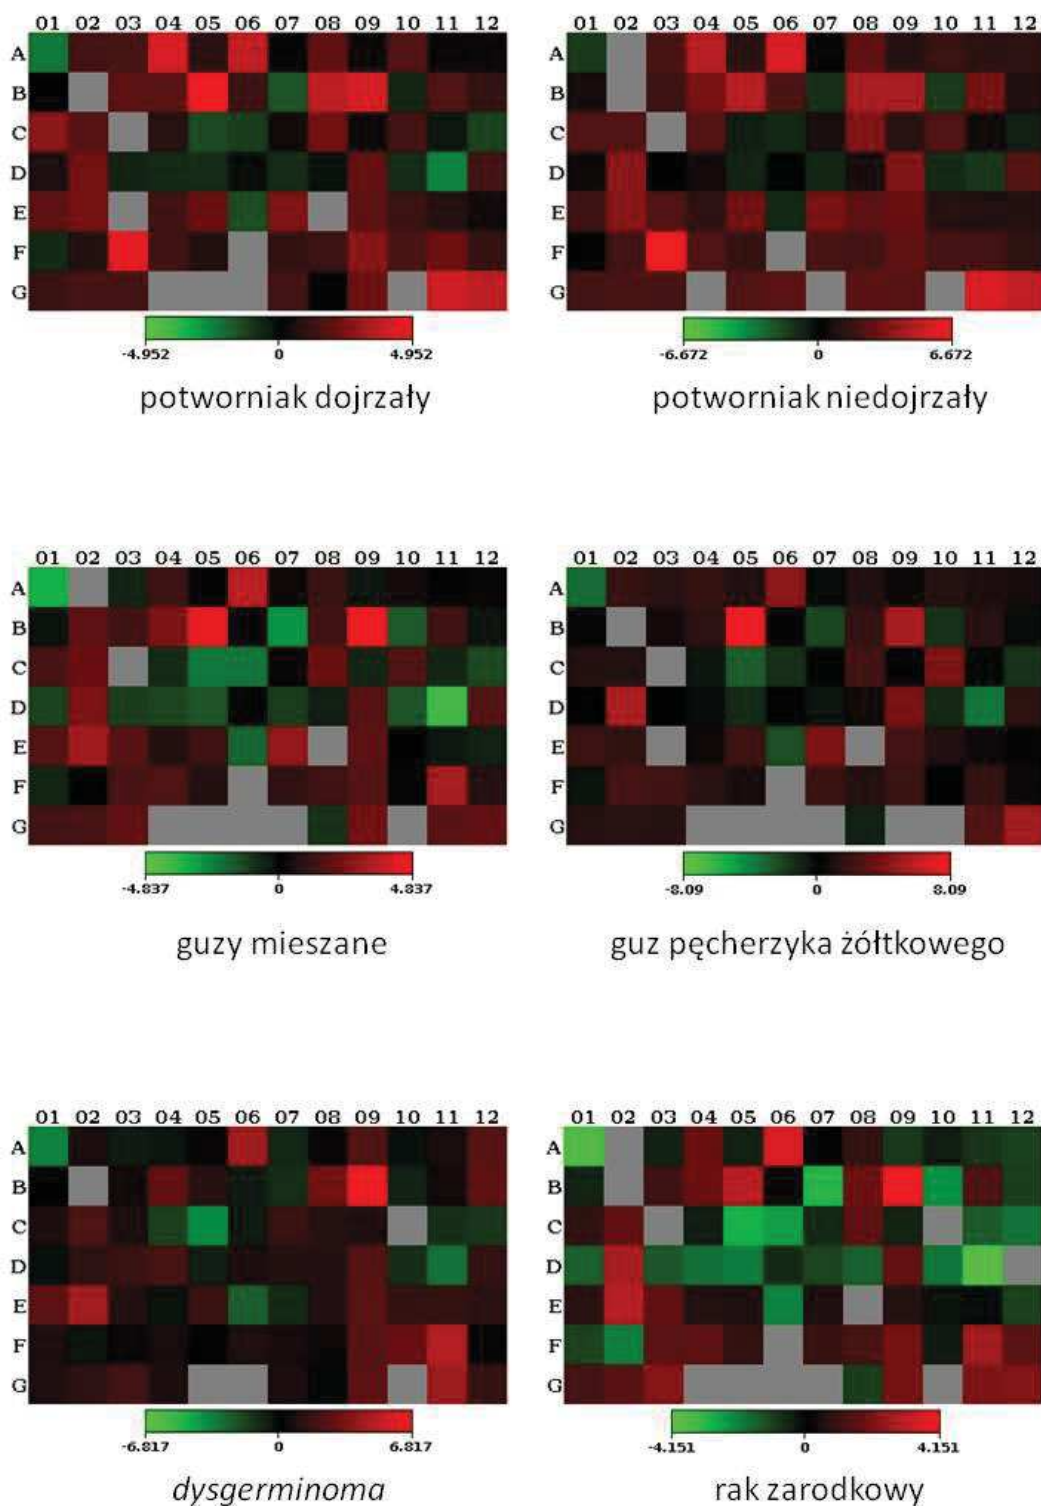 01 02 03 04 05 06 07 08 09 10 11 12
A
B
C
D
E
F
G
-4.952 0 4.952
potworniak dojrzały
01 02 03 04 05 06 07 08 09 10 11 12
A
B
C
D
E
F
G
-6.672 0 6.672
potworniak niedojrzały
01 02 03 04 05 06 07 08 09 10 11 12
A
B
C
D
E
F
G
-4.837 0 4.837
guzy mieszane
01 02 03 04 05 06 07 08 09 10 11 12
A
B
C
D
E
F
G
-8.09 0 8.09
guz pęcherzyka żółtkowego
01 02 03 04 05 06 07 08 09 10 11 12
A
B
C
D
E
F
G
-6.817 0 6.817
dysgerminoma
01 02 03 04 05 06 07 08 09 10 11 12
A
B
C
D
E
F
G
-4.151 0 4.151
rak zarodkowy